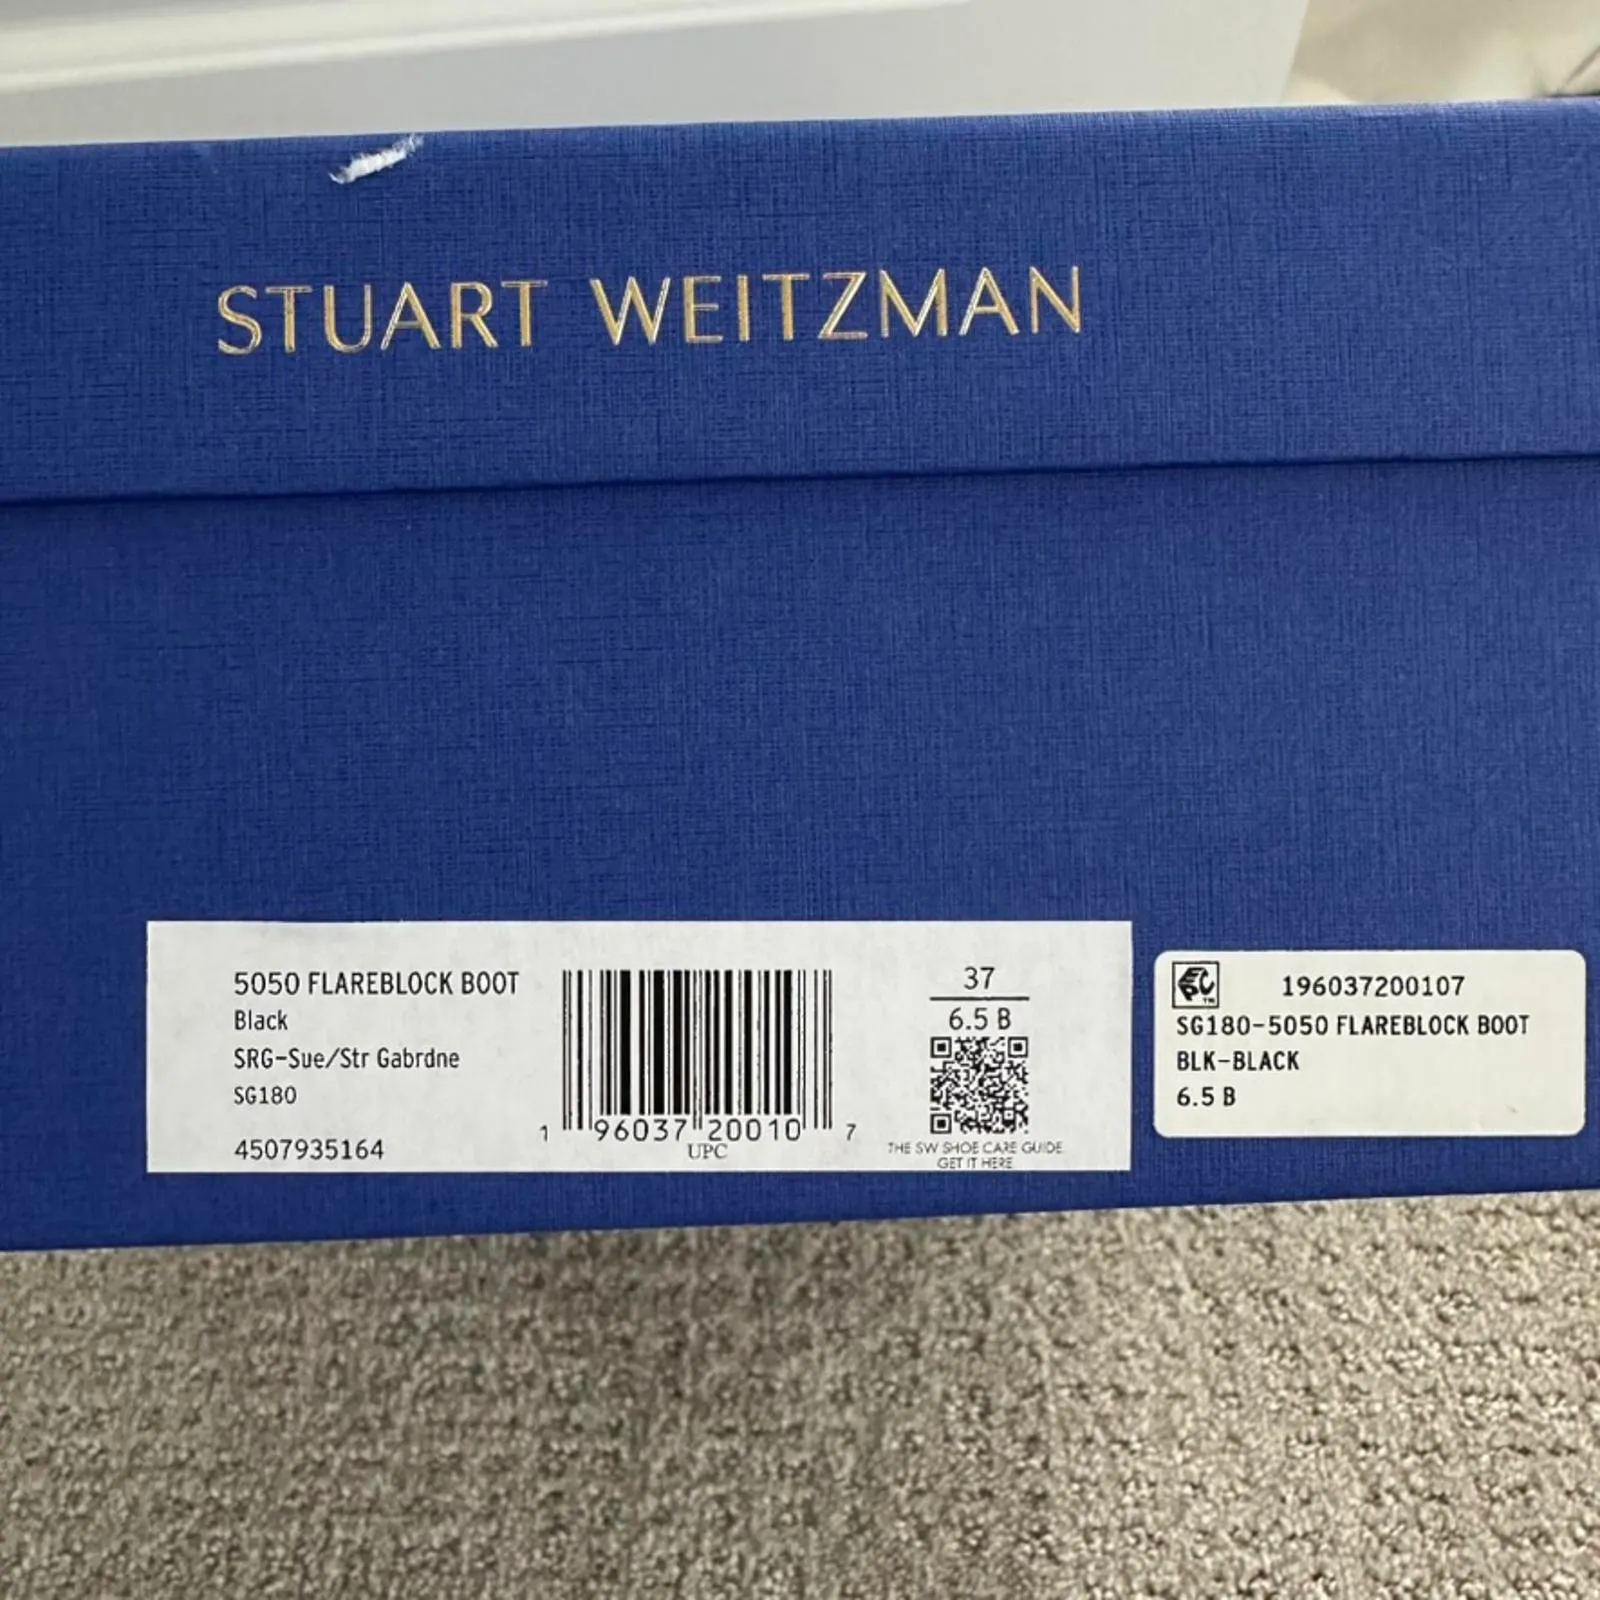 STUART WEITZMAN
5050 FLAREBLOCK BOOT
Black
SRG-Sue/Str Gabrdne
SG180
4507935164
1 96037 20010 7
UPC
37
6.5 B
THE SW SHOE CARE GUIDE
GET IT HERE
196037200107
SG180-5050 FLAREBLOCK BOOT
BLK-BLACK
6.5 B